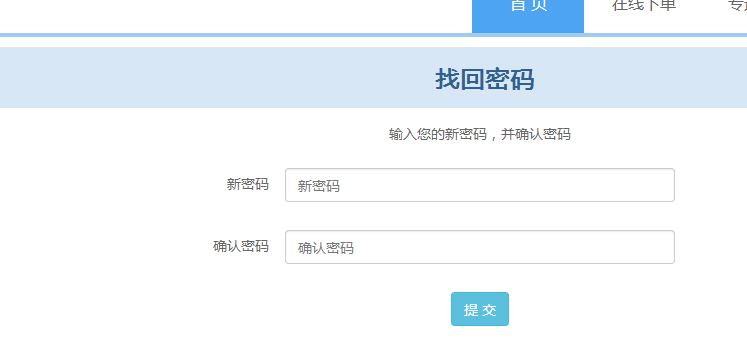 首 页 在线下单
找回密码
输入您的新密码，并确认密码
新密码 新密码
确认密码 确认密码
提 交